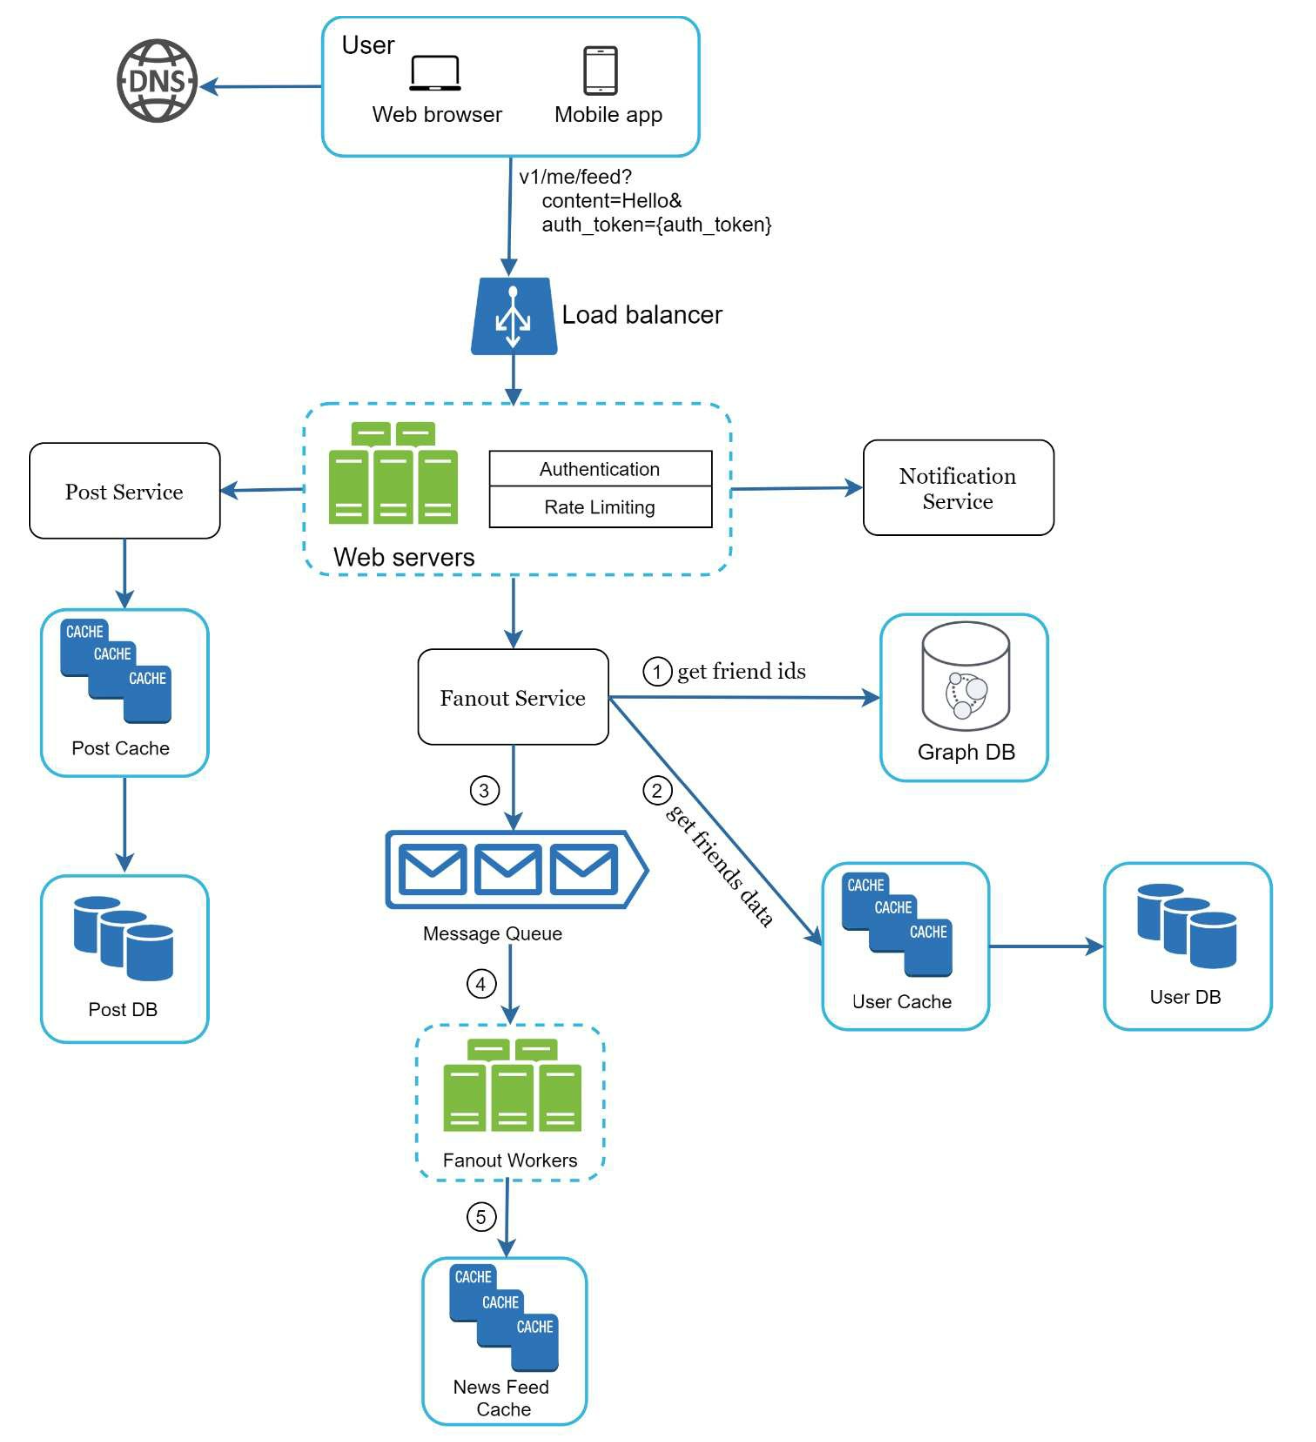 User
DNS
Web browser
Mobile app
v1/me/feed?
content=Hello&
auth_token={auth_token}
Load balancer
Authentication
Rate Limiting
Web servers
Post Service
Notification
Service
CACHE
CACHE
CACHE
Post Cache
Fanout Service
1 get friend ids
Graph DB
2 get friends data
3
Message Queue
CACHE
CACHE
CACHE
User Cache
User DB
Post DB
4
Fanout Workers
5
CACHE
CACHE
CACHE
News Feed
Cache